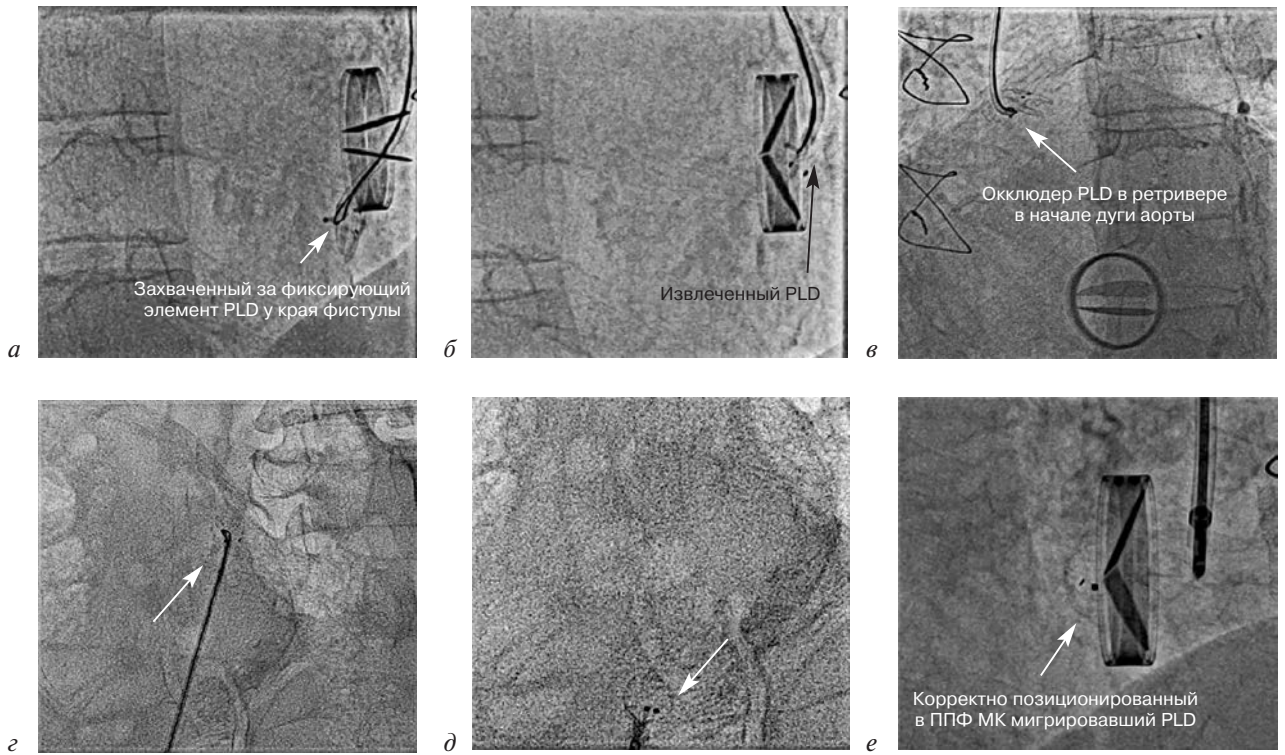 Захваченный за фиксирующий
элемент PLD у края фистулы
а
Извлеченный PLD
б
Окклюдер PLD в ретривере
в начале дуги аорты
в
г
д
Корректно позиционированный
в ППФ МК мигрировавший PLD
е